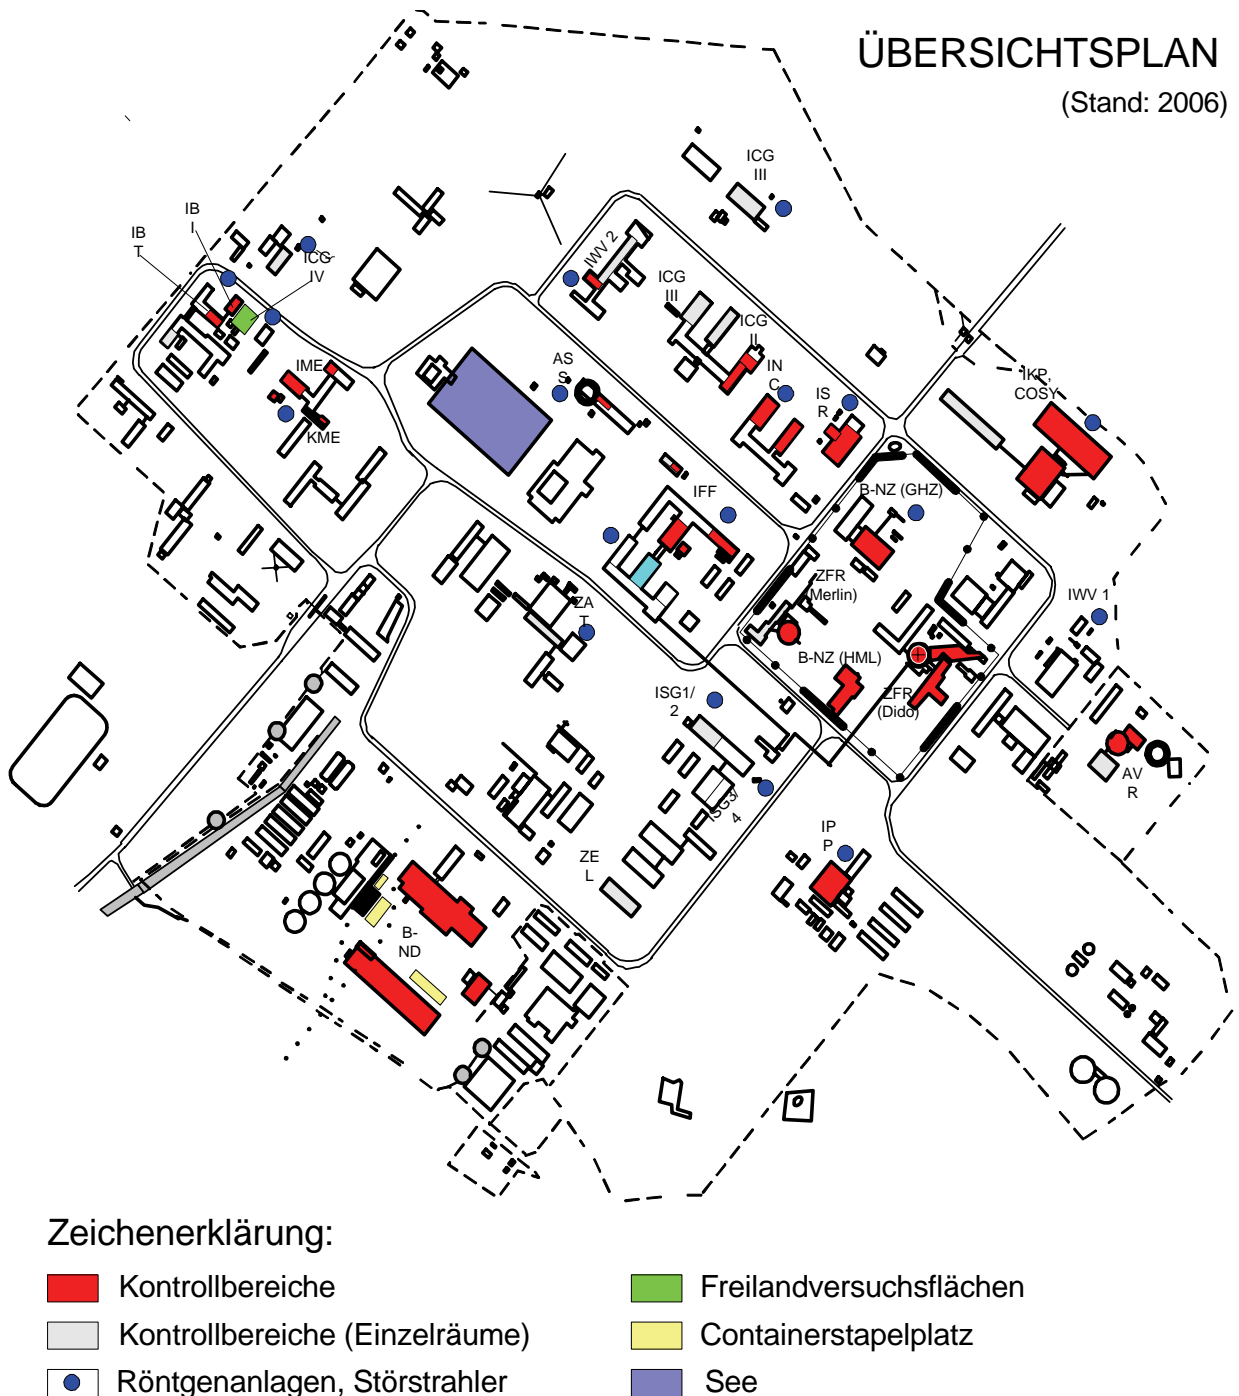 ÜBERSICHTSPLAN
(Stand: 2006)
ICG
III
IB
I
IB
T
ICG
IV
IWV 2
ICG
III
ICG
II
IN
C
IS
R
IKP,
COSY
AS
S
IME
KME
IFF
B-NZ (GHZ)
ZFR
(Merlin)
IWV 1
ZA
T
B-NZ (HML)
ZFR
(Dido)
ISG1/
2
ISG3/
4
AV
R
IP
P
ZE
L
B-
ND
Zeichenerklärung:
Kontrollbereiche
Freilandversuchsflächen
Kontrollbereiche (Einzelräume)
Containerstapelplatz
Röntgenanlagen, Störstrahler
See